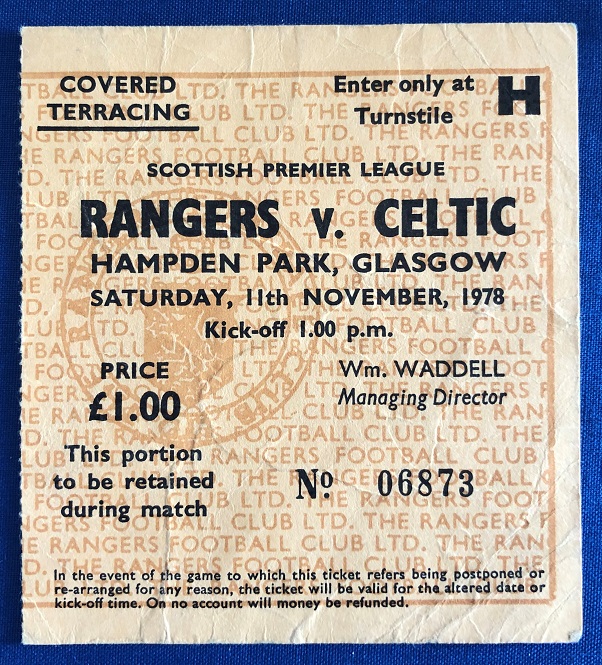 COVERED
TERRACING
Enter only at
Turnstile
H
SCOTTISH PREMIER LEAGUE
RANGERS v. CELTIC
HAMPDEN PARK, GLASGOW
SATURDAY, 11th NOVEMBER, 1978
Kick-off 1.00 p.m.
PRICE
£1.00
Wm. WADDELL
Managing Director
This portion
to be retained
during match
No. 06873
In the event of the game to which this ticket refers being postponed or
re-arranged for any reason, the ticket will be valid for the altered date or
kick-off time. On no account will money be refunded.